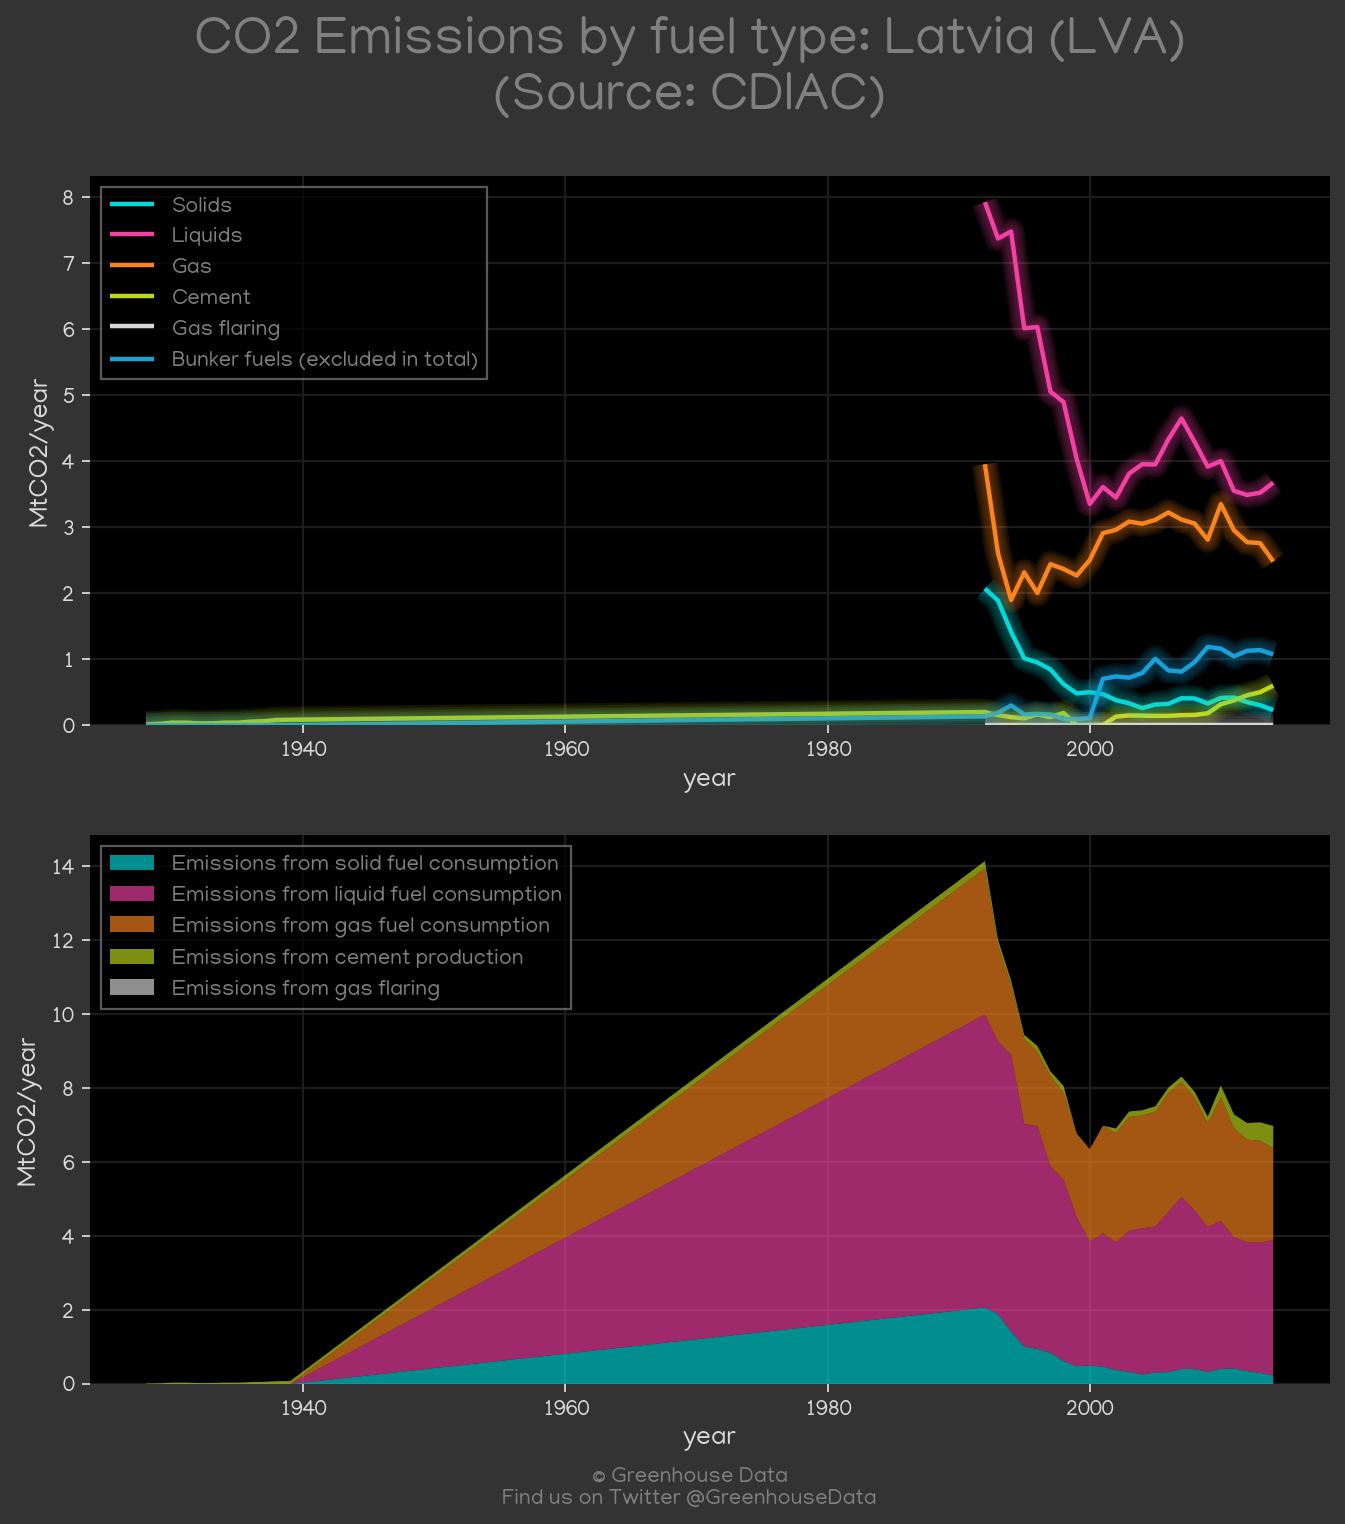 CO2 Emissions by fuel type: Latvia (LVA)
(Source: CDIAC)
8
7
6
5
4
3
2
1
0
MtCO2/year
Solids
Liquids
Gas
Cement
Gas flaring
Bunker fuels (excluded in total)
1940 1960 1980 2000
year
14
12
10
8
6
4
2
0
MtCO2/year
Emissions from solid fuel consumption
Emissions from liquid fuel consumption
Emissions from gas fuel consumption
Emissions from cement production
Emissions from gas flaring
1940 1960 1980 2000
year
© Greenhouse Data
Find us on Twitter @GreenhouseData